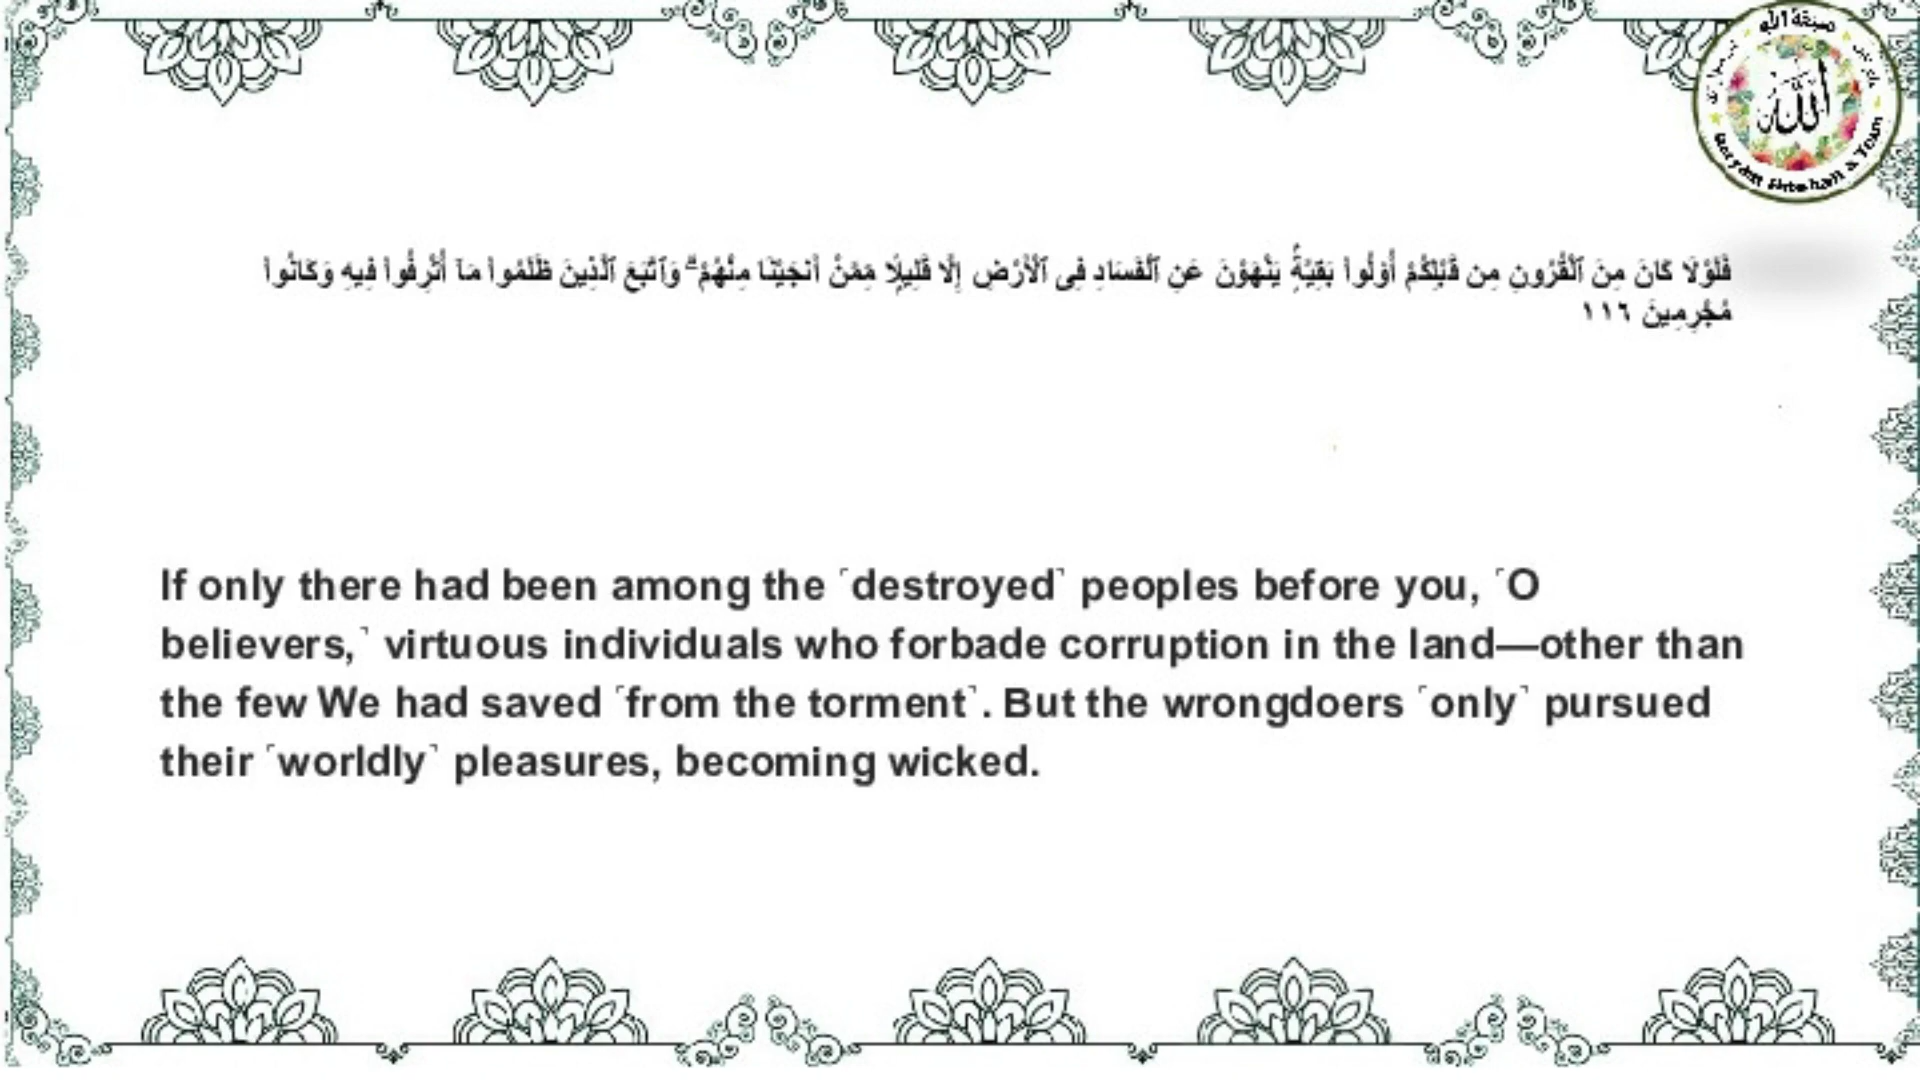 صبغة الله
الله
Maryam Ehtsham & Team
فَلَوْلَا كَانَ مِنَ ٱلْقُرُونِ مِن قَبْلِكُمْ أُو۟لُوا۟ بَقِيَّةٍۢ يَنْهَوْنَ عَنِ ٱلْفَسَادِ فِى ٱلْأَرْضِ إِلَّا قَلِيلًۭا مِّمَّنْ أَنجَيْنَا مِنْهُمْ ۗ وَٱتَّبَعَ ٱلَّذِينَ ظَلَمُوا۟ مَآ أُتْرِفُوا۟ فِيهِ وَكَانُوا۟
مُجْرِمِينَ ١١٦
If only there had been among the ˹destroyed˺ peoples before you, ˹O
believers,˺ virtuous individuals who forbade corruption in the land—other than
the few We had saved ˹from the torment˺. But the wrongdoers ˹only˺ pursued
their ˹worldly˺ pleasures, becoming wicked.